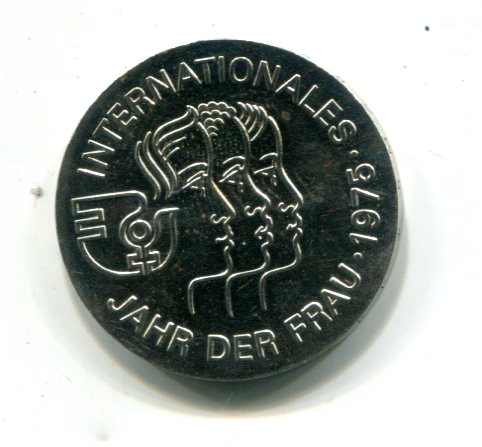 INTERNATIONALES
JAHR DER FRAU · 1975 ·